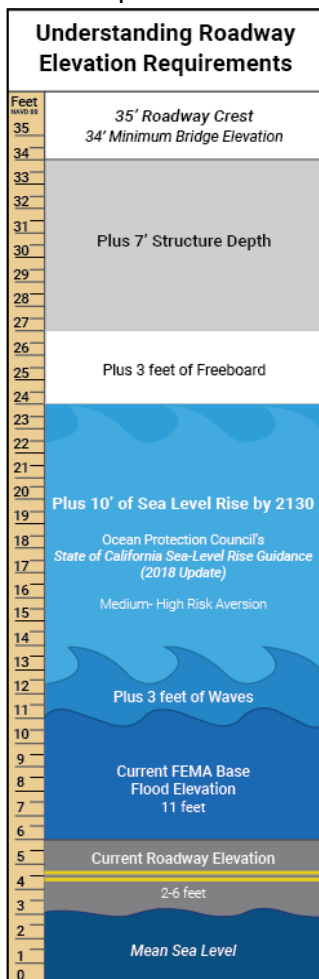 Understanding Roadway
Elevation Requirements
Feet
NAVD 88
35
34
33
32
31
30
29
28
27
26
25
24
23
22
21
20
19
18
17
16
15
14
13
12
11
10
9
8
7
6
5
4
3
2
1
0
35’ Roadway Crest
34’ Minimum Bridge Elevation
Plus 7’ Structure Depth
Plus 3 feet of Freeboard
Plus 10’ of Sea Level Rise by 2130
Ocean Protection Council’s
State of California Sea-Level Rise Guidance
(2018 Update)
Medium- High Risk Aversion
Plus 3 feet of Waves
Current FEMA Base
Flood Elevation
11 feet
Current Roadway Elevation
2-6 feet
Mean Sea Level